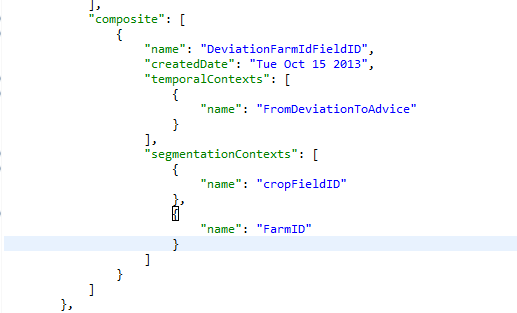 ],
"composite": [
{
"name": "DeviationFarmIdFieldID",
"createdDate": "Tue Oct 15 2013",
"temporalContexts": [
{
"name": "FromDeviationToAdvice"
}
],
"segmentationContexts": [
{
"name": "cropFieldID"
},
{
"name": "FarmID"
}
]
}
]
},